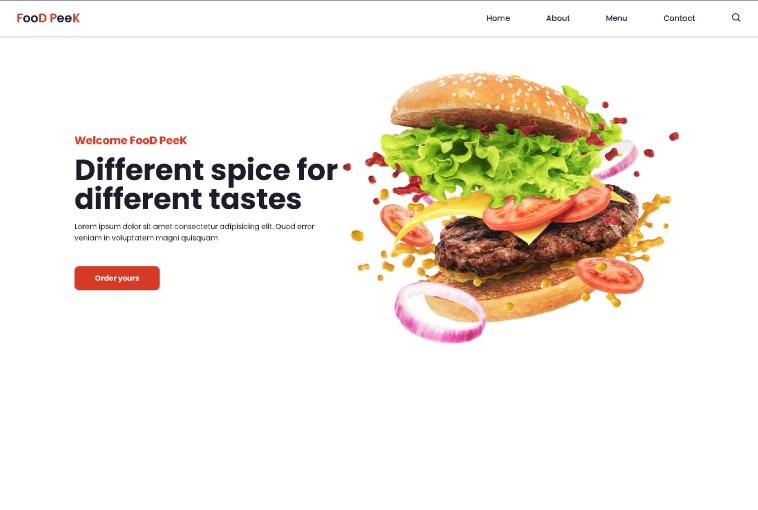 FooD PeeK
Home About Menu Contact
Welcome FooD PeeK
Different spice for
different tastes
Lorem ipsum dolor sit amet consectetur adipisicing elit. Quod error
veniam in voluptatem magni quisquam
Order yours